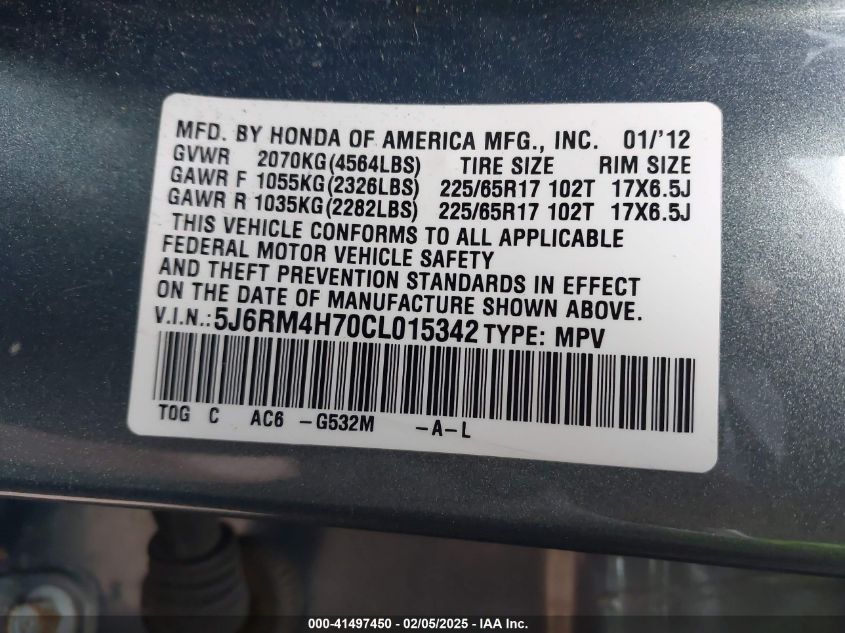 MFD. BY HONDA OF AMERICA MFG., INC. 01/'12
GVWR 2070KG(4564LBS) TIRE SIZE RIM SIZE
GAWR F 1055KG(2326LBS) 225/65R17 102T 17X6.5J
GAWR R 1035KG(2282LBS) 225/65R17 102T 17X6.5J
THIS VEHICLE CONFORMS TO ALL APPLICABLE
FEDERAL MOTOR VEHICLE SAFETY
AND THEFT PREVENTION STANDARDS IN EFFECT
ON THE DATE OF MANUFACTURE SHOWN ABOVE.
V.I.N.: 5J6RM4H70CL015342 TYPE: MPV
TOG C AC6 -G532M -A-L
000-41497450 - 02/05/2025 - IAA Inc.